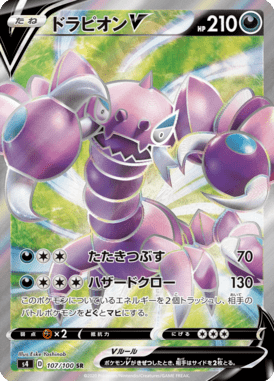 たね
ドラピオンV
HP 210
たたきつぶす 70
ハザードクロー 130
このポケモンについているエネルギーを2個トラッシュし、相手の
バトルポケモンをどくとマヒにする。
弱点 ×2 抵抗力 にげる
s4 107/100 SR
Vルール
ポケモンVがきぜつしたとき、相手はサイドを2枚とる。